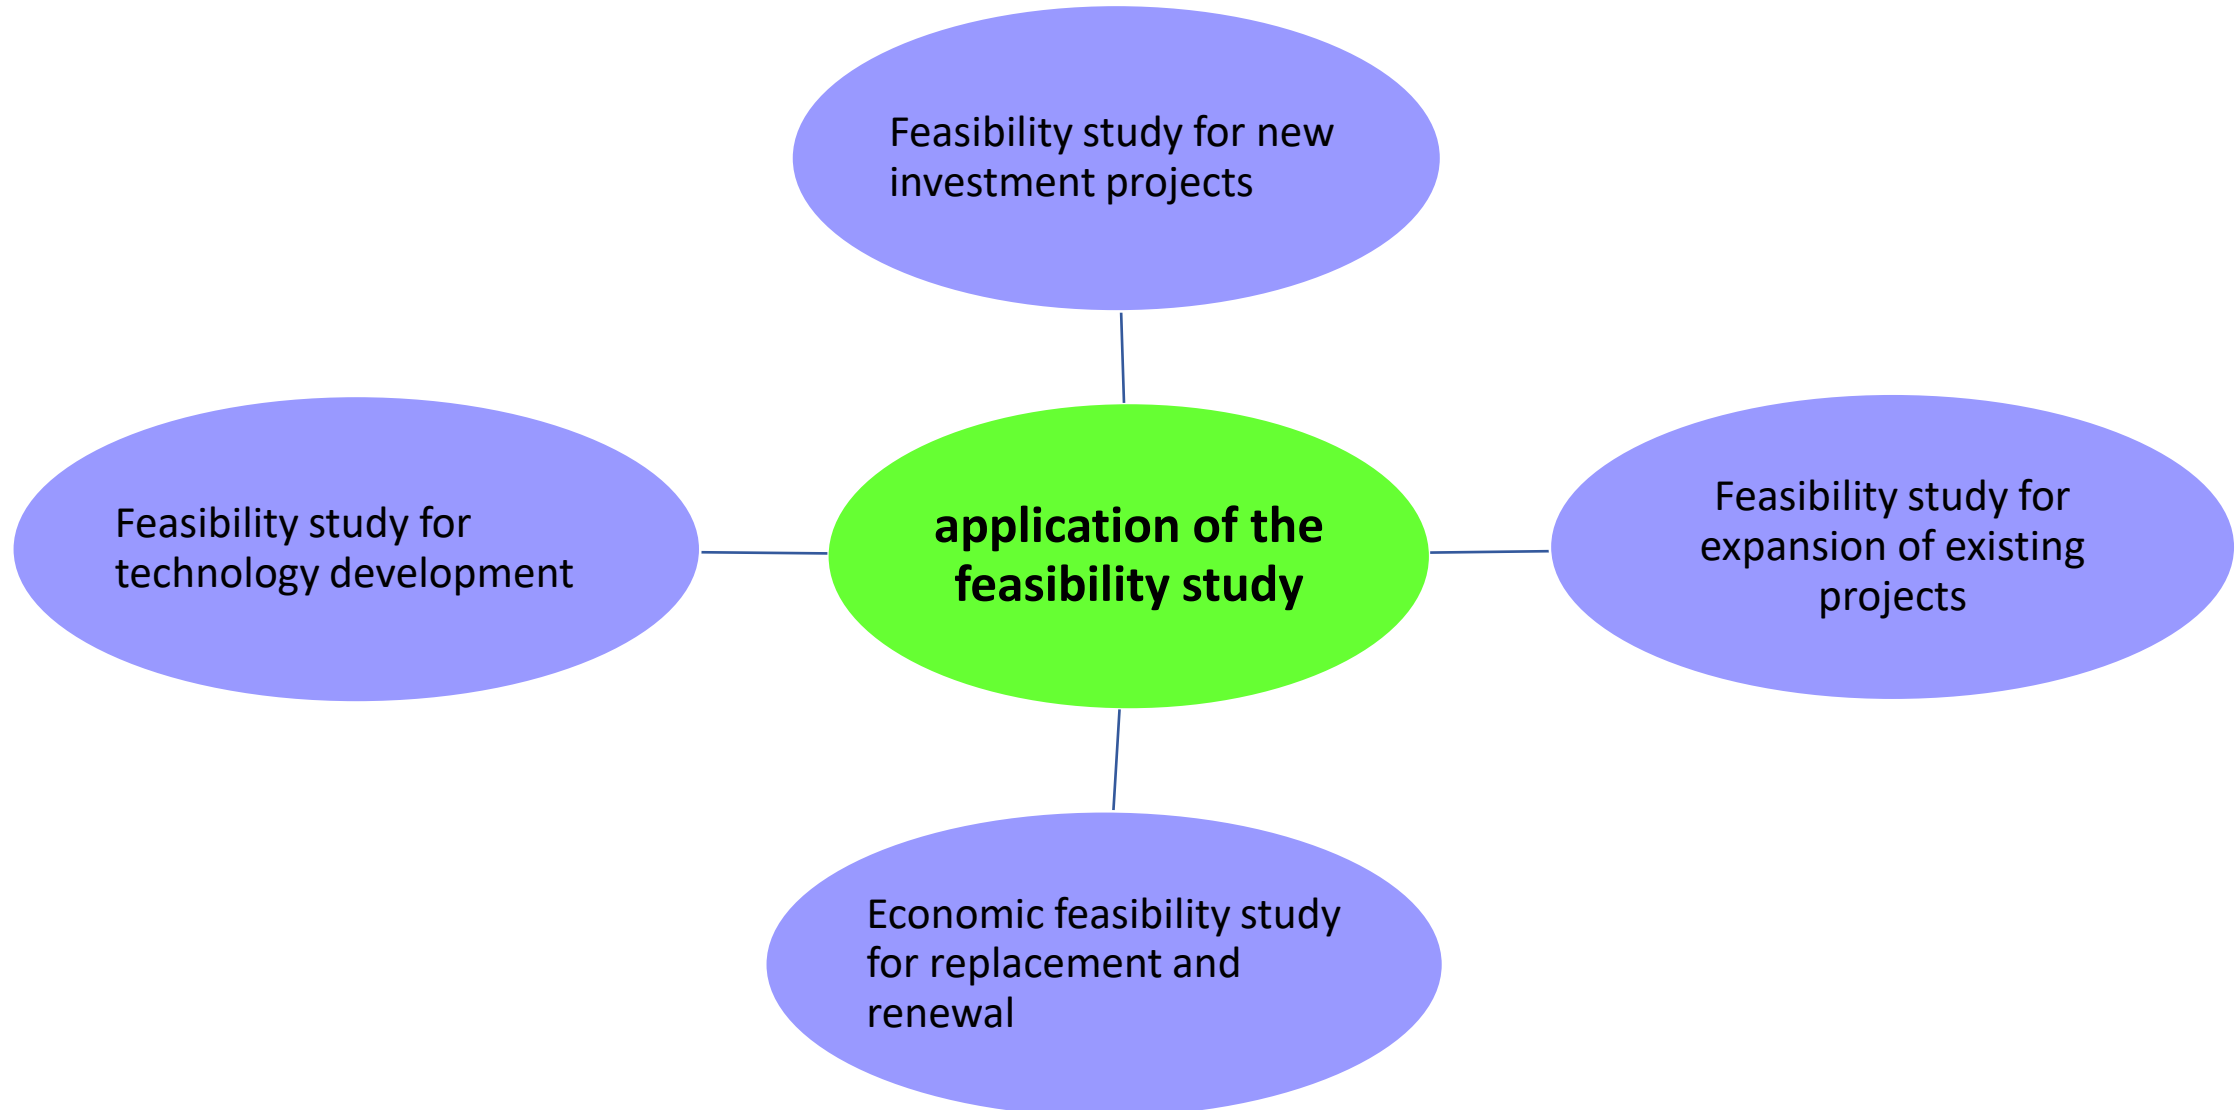 Feasibility study for new
investment projects
Feasibility study for
technology development
application of the
feasibility study
Feasibility study for
expansion of existing
projects
Economic feasibility study
for replacement and
renewal